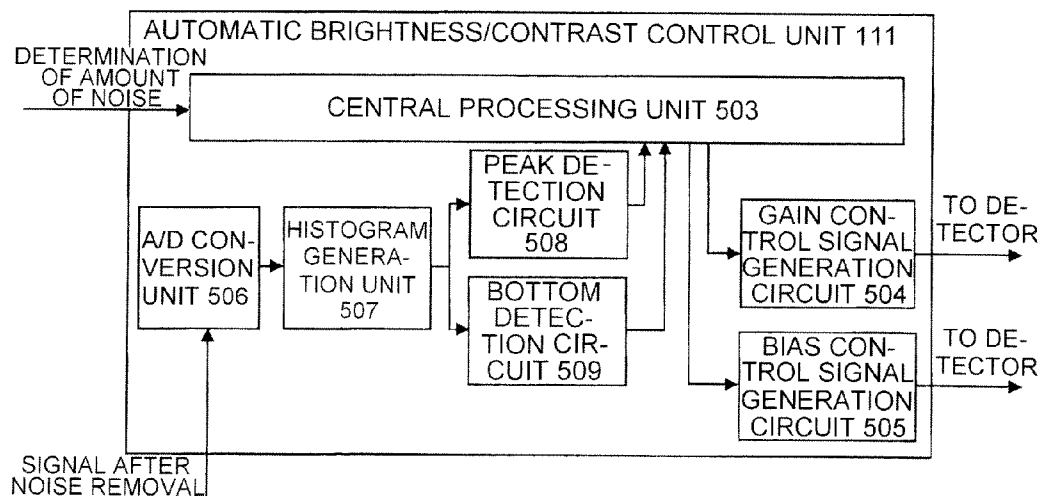 AUTOMATIC BRIGHTNESS/CONTRAST CONTROL UNIT 111
DETERMINATION
OF AMOUNT
OF NOISE
CENTRAL PROCESSING UNIT 503
PEAK DE-
TECTION
CIRCUIT
508
A/D CON-
VERSION
UNIT 506
HISTOGRAM
GENERA-
TION UNIT
507
BOTTOM
DETEC-
TION CIR-
CUIT 509
GAIN CON-
TROL SIGNAL
GENERATION
CIRCUIT 504
TO DE-
TECTOR
BIAS CON-
TROL SIGNAL
GENERATION
CIRCUIT 505
TO DE-
TECTOR
SIGNAL AFTER
NOISE REMOVAL